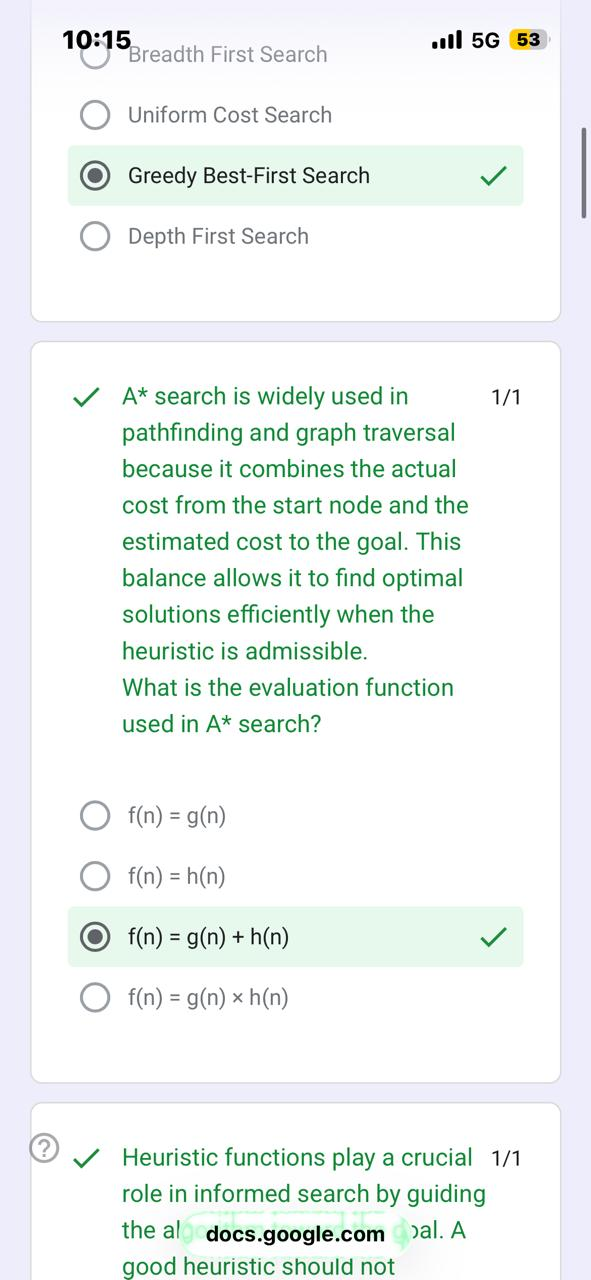 10:15
5G 53
Breadth First Search
Uniform Cost Search
Greedy Best-First Search
Depth First Search
A* search is widely used in 1/1
pathfinding and graph traversal
because it combines the actual
cost from the start node and the
estimated cost to the goal. This
balance allows it to find optimal
solutions efficiently when the
heuristic is admissible.
What is the evaluation function
used in A* search?
f(n) = g(n)
f(n) = h(n)
f(n) = g(n) + h(n)
f(n) = g(n) × h(n)
Heuristic functions play a crucial 1/1
role in informed search by guiding
the A
docs.google.com
good heuristic should not